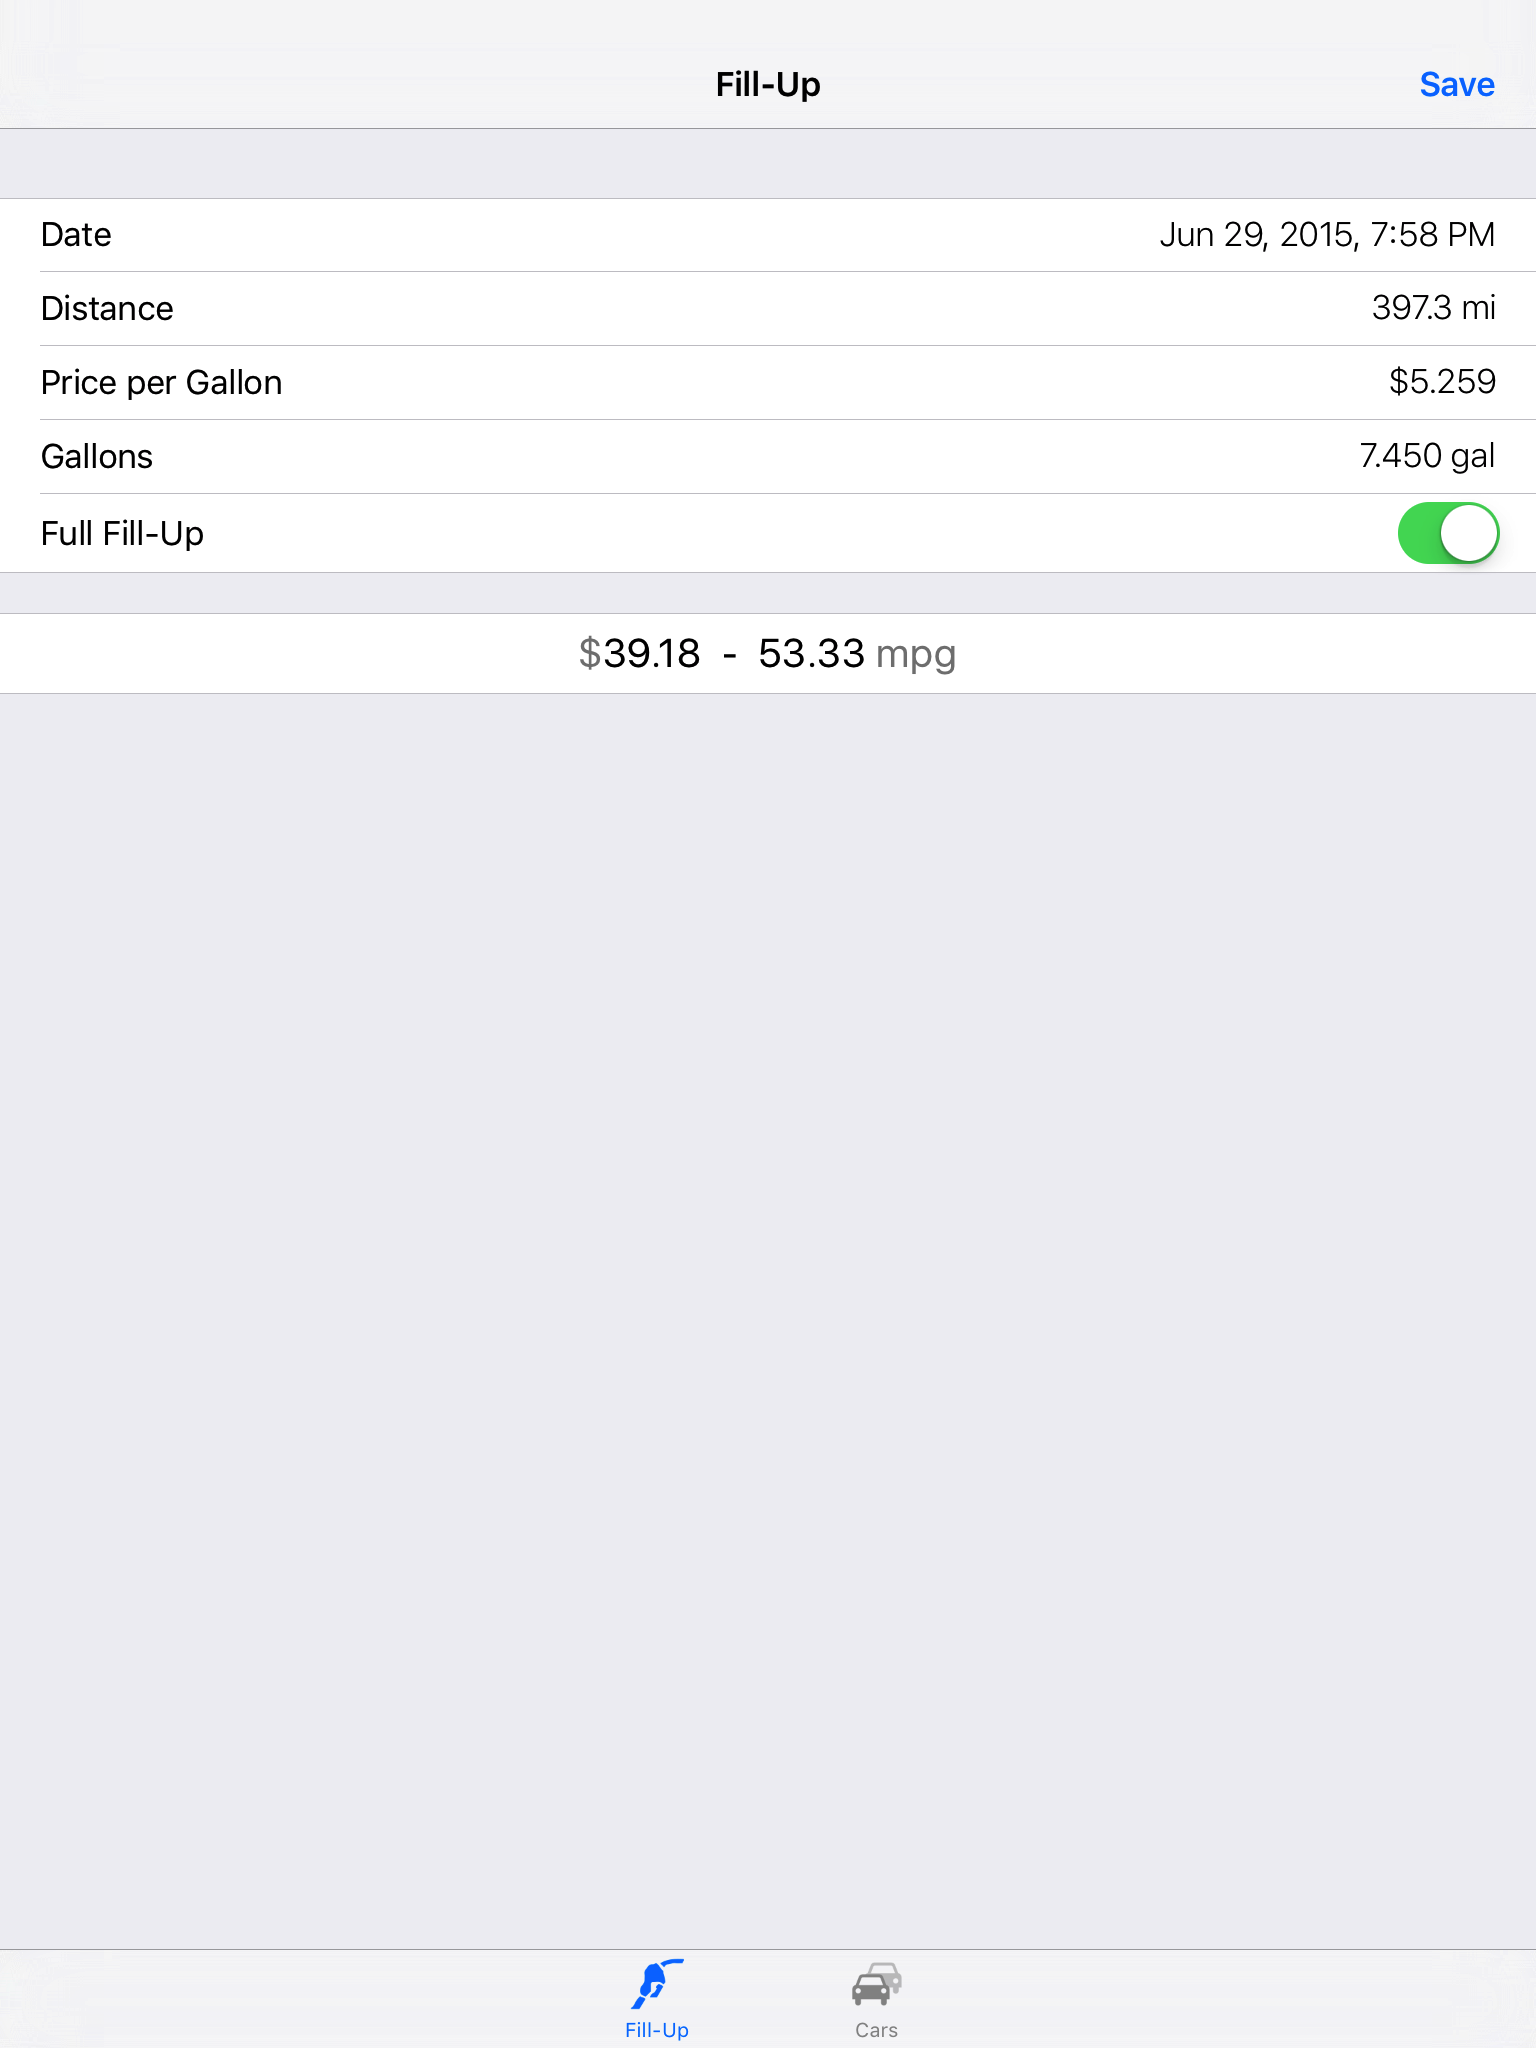 Fill-Up
Save
Date
Jun 29, 2015, 7:58 PM
Distance
397.3 mi
Price per Gallon
$5.259
Gallons
7.450 gal
Full Fill-Up
$39.18 - 53.33 mpg
Fill-Up
Cars